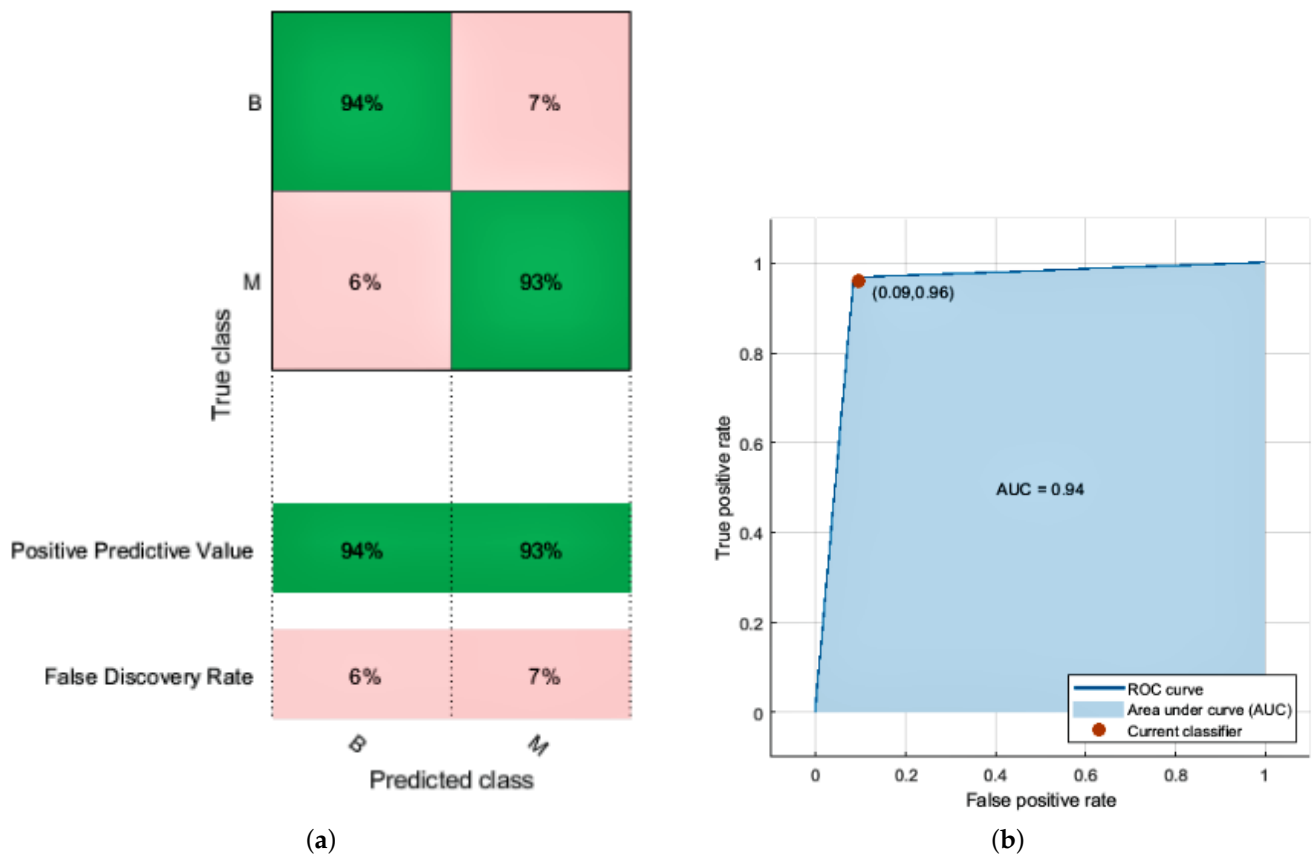 B
94%
7%
M
6%
93%
True class
Positive Predictive Value
94%
93%
False Discovery Rate
6%
7%
B
M
Predicted class
(a)
1
0.8
0.6
0.4
0.2
0
True positive rate
(0.09,0.96)
AUC = 0.94
ROC curve
Area under curve (AUC)
Current classifier
0
0.2
0.4
0.6
0.8
1
False positive rate
(b)